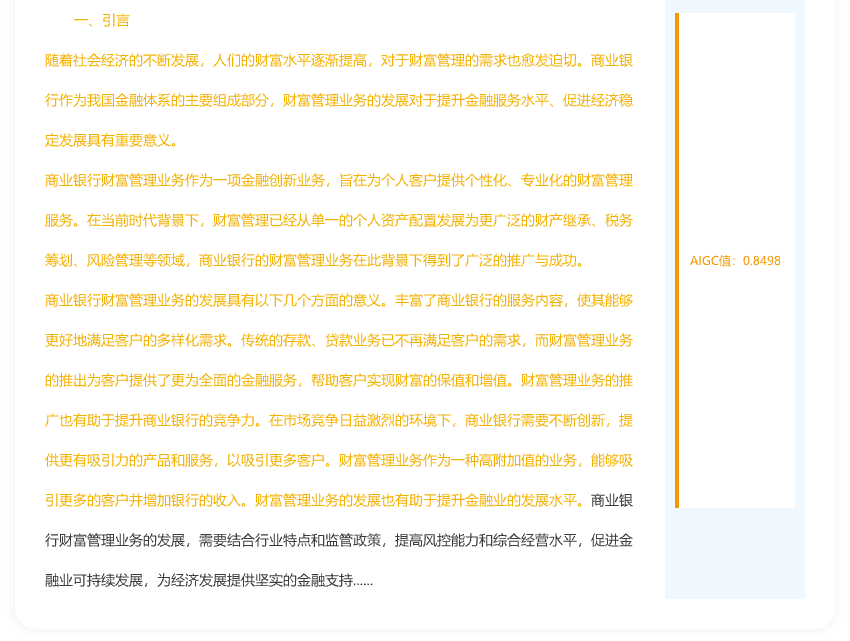 一、引言
随着社会经济的不断发展，人们的财富水平逐渐提高，对于财富管理的需求也愈发迫切。商业银
行作为我国金融体系的主要组成部分，财富管理业务的发展对于提升金融服务水平、促进经济稳
定发展具有重要意义。
商业银行财富管理业务作为一项金融创新业务，旨在为个人客户提供个性化、专业化的财富管理
服务。在当前时代背景下，财富管理已经从单一的个人资产配置发展为更广泛的财产继承、税务
筹划、风险管理等领域，商业银行的财富管理业务在此背景下得到了广泛的推广与成功。
商业银行财富管理业务的发展具有以下几个方面的意义。丰富了商业银行的服务内容，使其能够
更好地满足客户的多样化需求。传统的存款、贷款业务已不再满足客户的需求，而财富管理业务
的推出为客户提供了更为全面的金融服务，帮助客户实现财富的保值和增值。财富管理业务的推
广也有助于提升商业银行的竞争力。在市场竞争日益激烈的环境下，商业银行需要不断创新，提
供更有吸引力的产品和服务，以吸引更多客户。财富管理业务作为一种高附加值的业务，能够吸
引更多的客户并增加银行的收入。财富管理业务的发展也有助于提升金融业的发展水平。商业银
行财富管理业务的发展，需要结合行业特点和监管政策，提高风控能力和综合经营水平，促进金
融业可持续发展，为经济发展提供坚实的金融支持......
AIGC值：0.8498